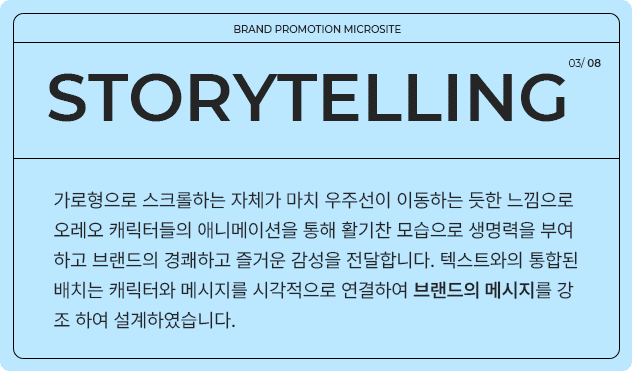 BRAND PROMOTION MICROSITE
03/ 08
STORYTELLING
가로형으로 스크롤하는 자체가 마치 우주선이 이동하는 듯한 느낌으로
오레오 캐릭터들의 애니메이션을 통해 활기찬 모습으로 생명력을 부여
하고 브랜드의 경쾌하고 즐거운 감성을 전달합니다. 텍스트와의 통합된
배치는 캐릭터와 메시지를 시각적으로 연결하여 브랜드의 메시지를 강
조 하여 설계하였습니다.